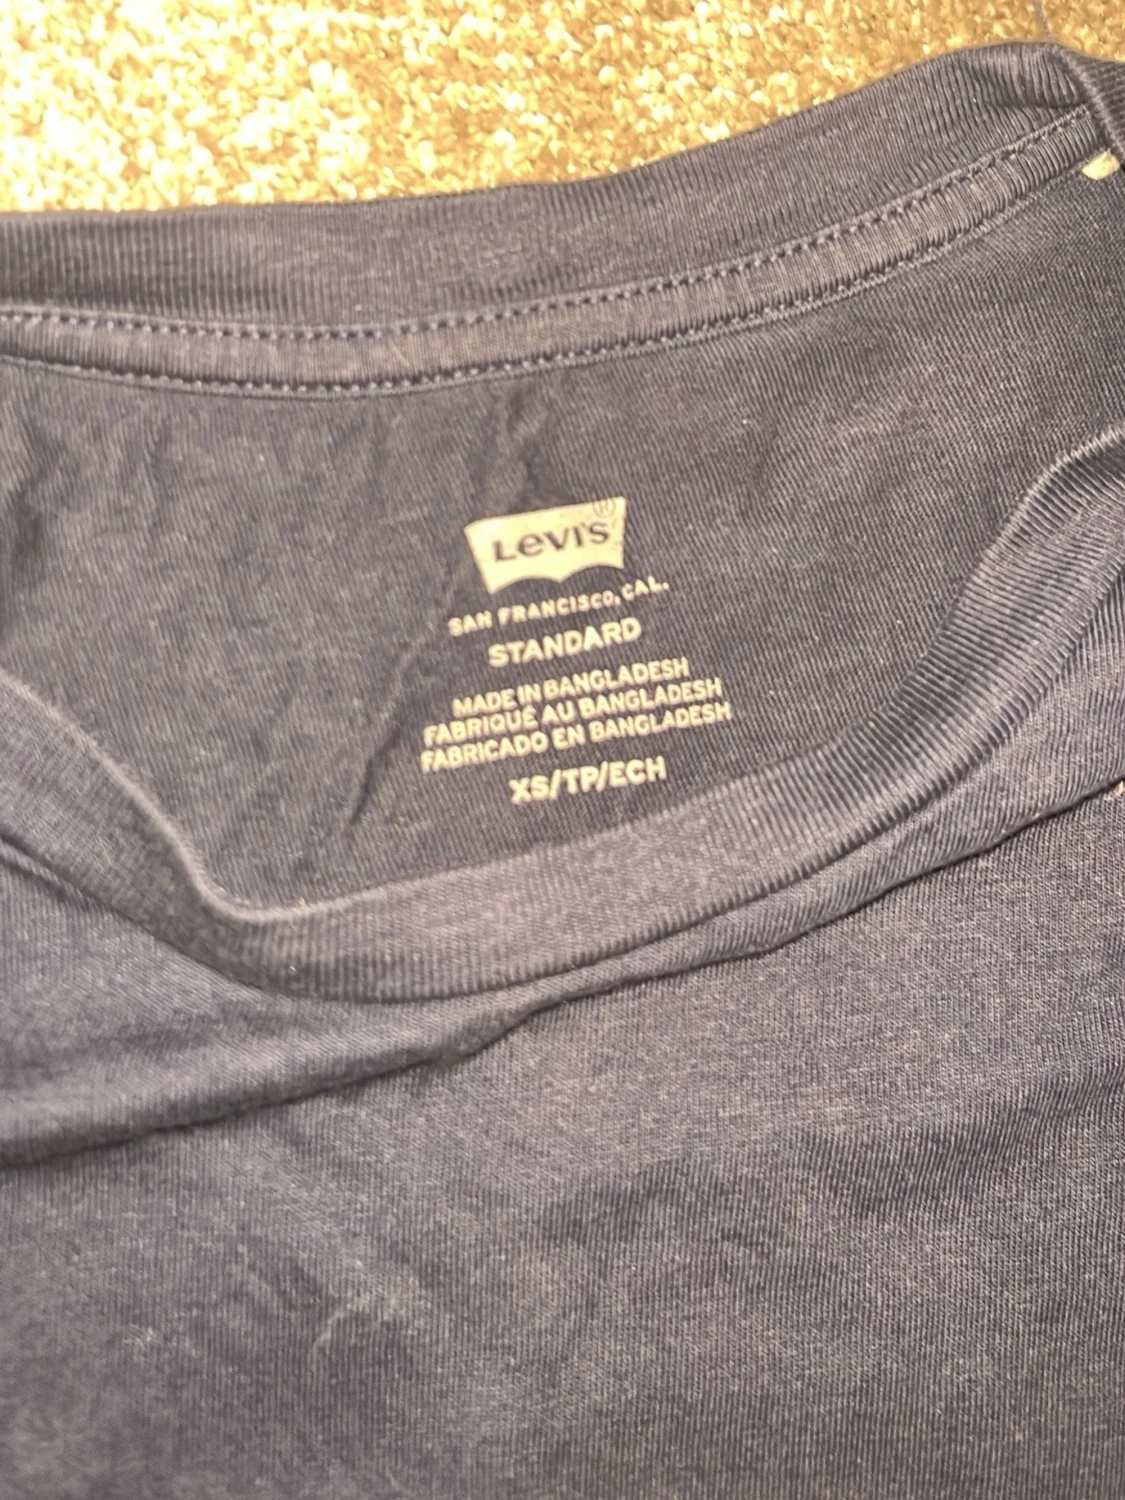 Levi's®
SAN FRANCISCO, CAL.
STANDARD
MADE IN BANGLADESH
FABRIQUÉ AU BANGLADESH
FABRICADO EN BANGLADESH
XS/TP/ECH